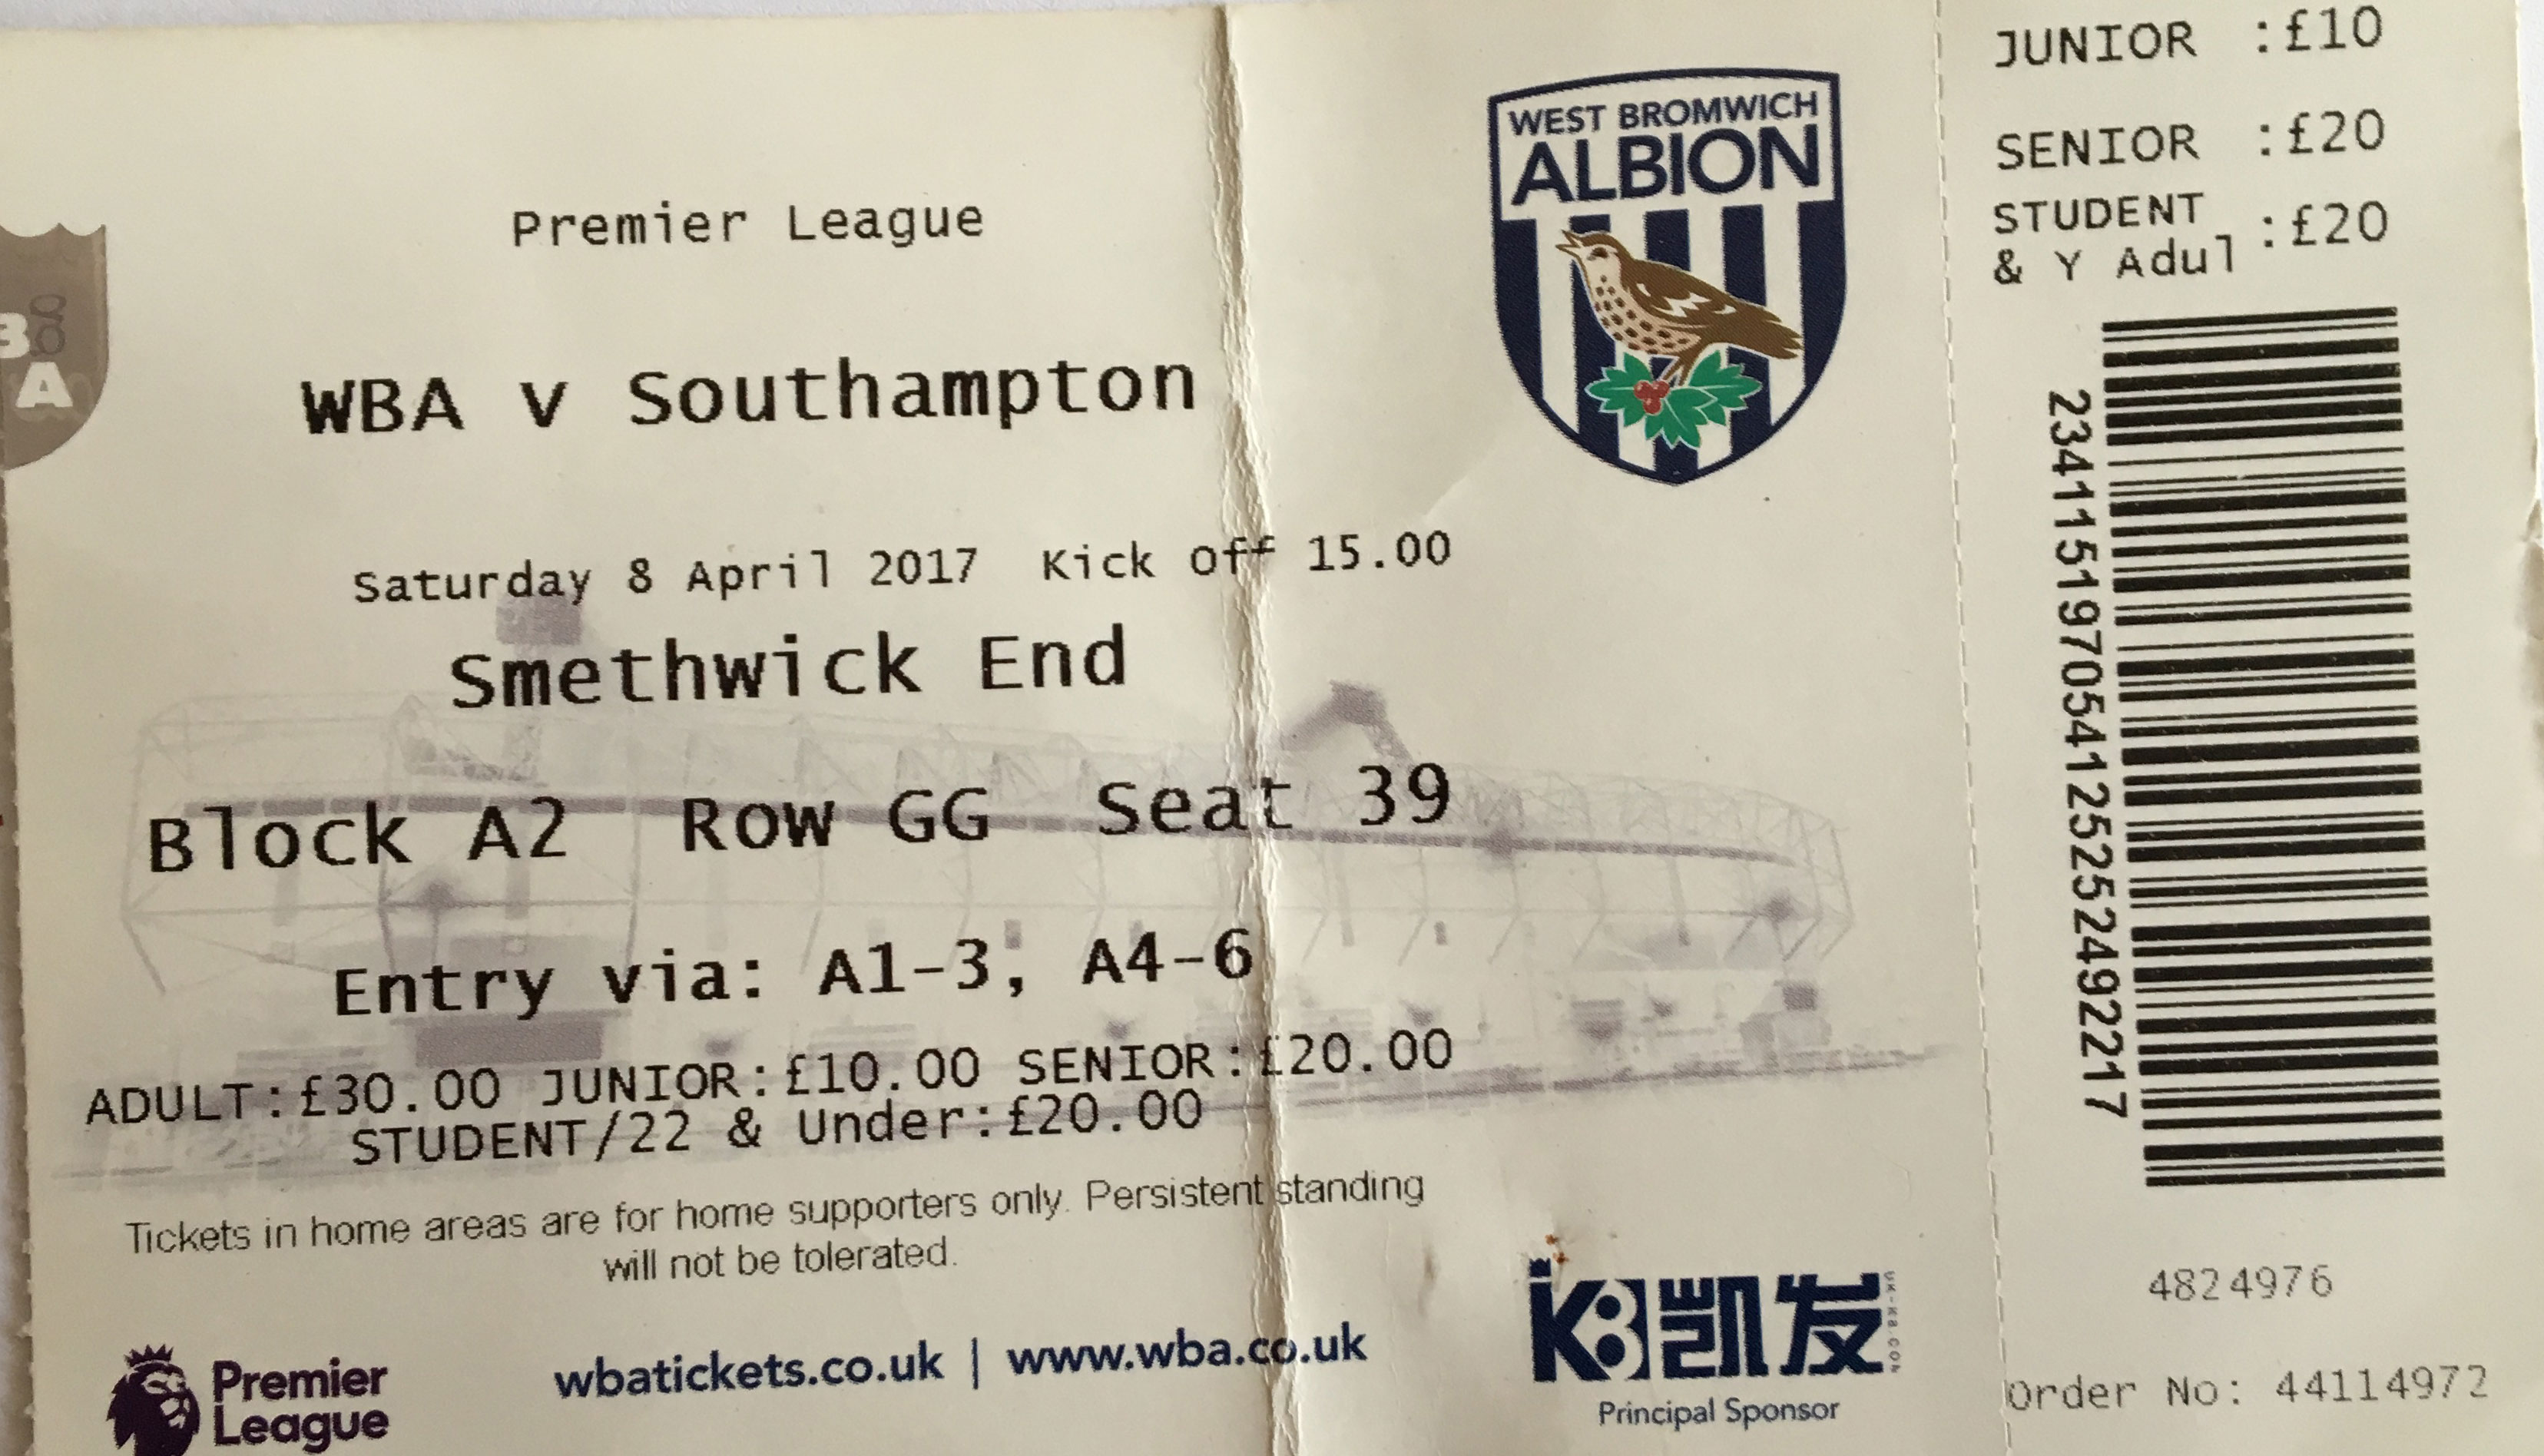 Premier League
WBA v Southampton
Saturday 8 April 2017 Kick off 15.00
Smethwick End
Block A2 Row GG Seat 39
Entry via: A1-3, A4-6
ADULT:£30.00 JUNIOR:£10.00 SENIOR:£20.00
STUDENT/22 & Under:£20.00
Tickets in home areas are for home supporters only. Persistent standing
will not be tolerated.
Premier
League
wbatickets.co.uk | www.wba.co.uk
WEST BROMWICH
ALBION
K8凯发
Principal Sponsor
JUNIOR :£10
SENIOR :£20
STUDENT
& Y Adul :£20
234115197054125252492217
4824976
Order No: 44114972
A